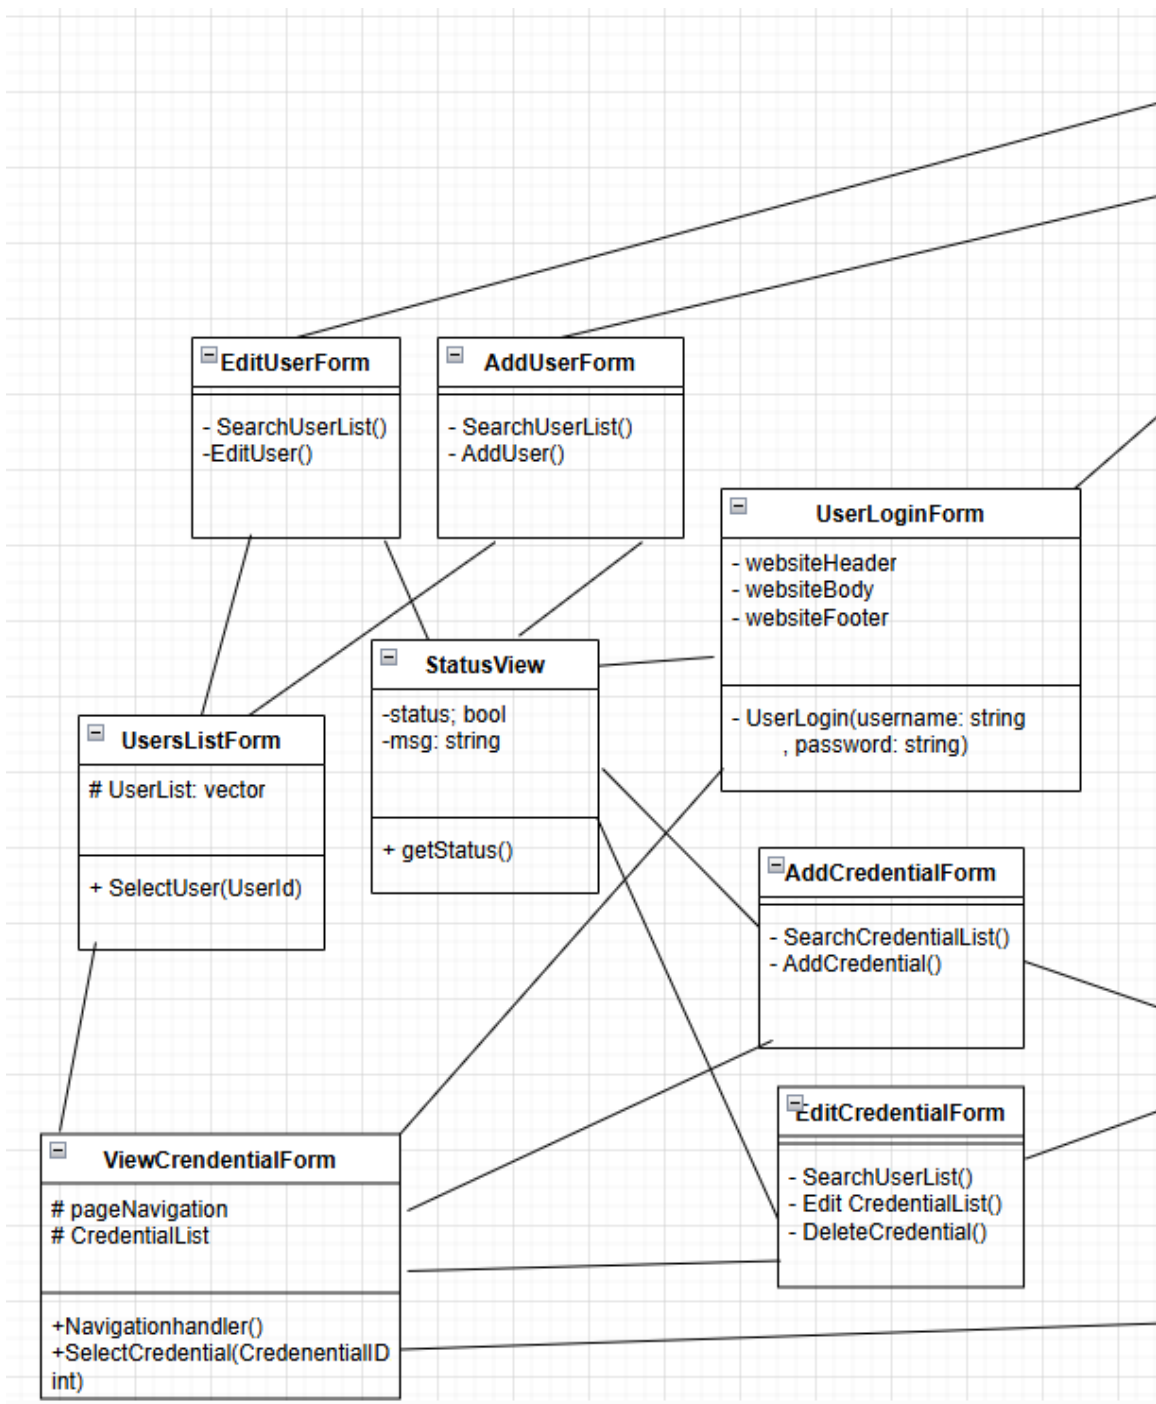 EditUserForm
- SearchUserList()
-EditUser()
AddUserForm
- SearchUserList()
- AddUser()
UserLoginForm
- websiteHeader
- websiteBody
- websiteFooter
- UserLogin(username: string
, password: string)
StatusView
-status; bool
-msg: string
+ getStatus()
UsersListForm
# UserList: vector
+ SelectUser(UserId)
AddCredentialForm
- SearchCredentialList()
- AddCredential()
EditCredentialForm
- SearchUserList()
- Edit CredentialList()
- DeleteCredential()
ViewCrendentialForm
# pageNavigation
# CredentialList
+Navigationhandler()
+SelectCredential(CredenentialID
int)